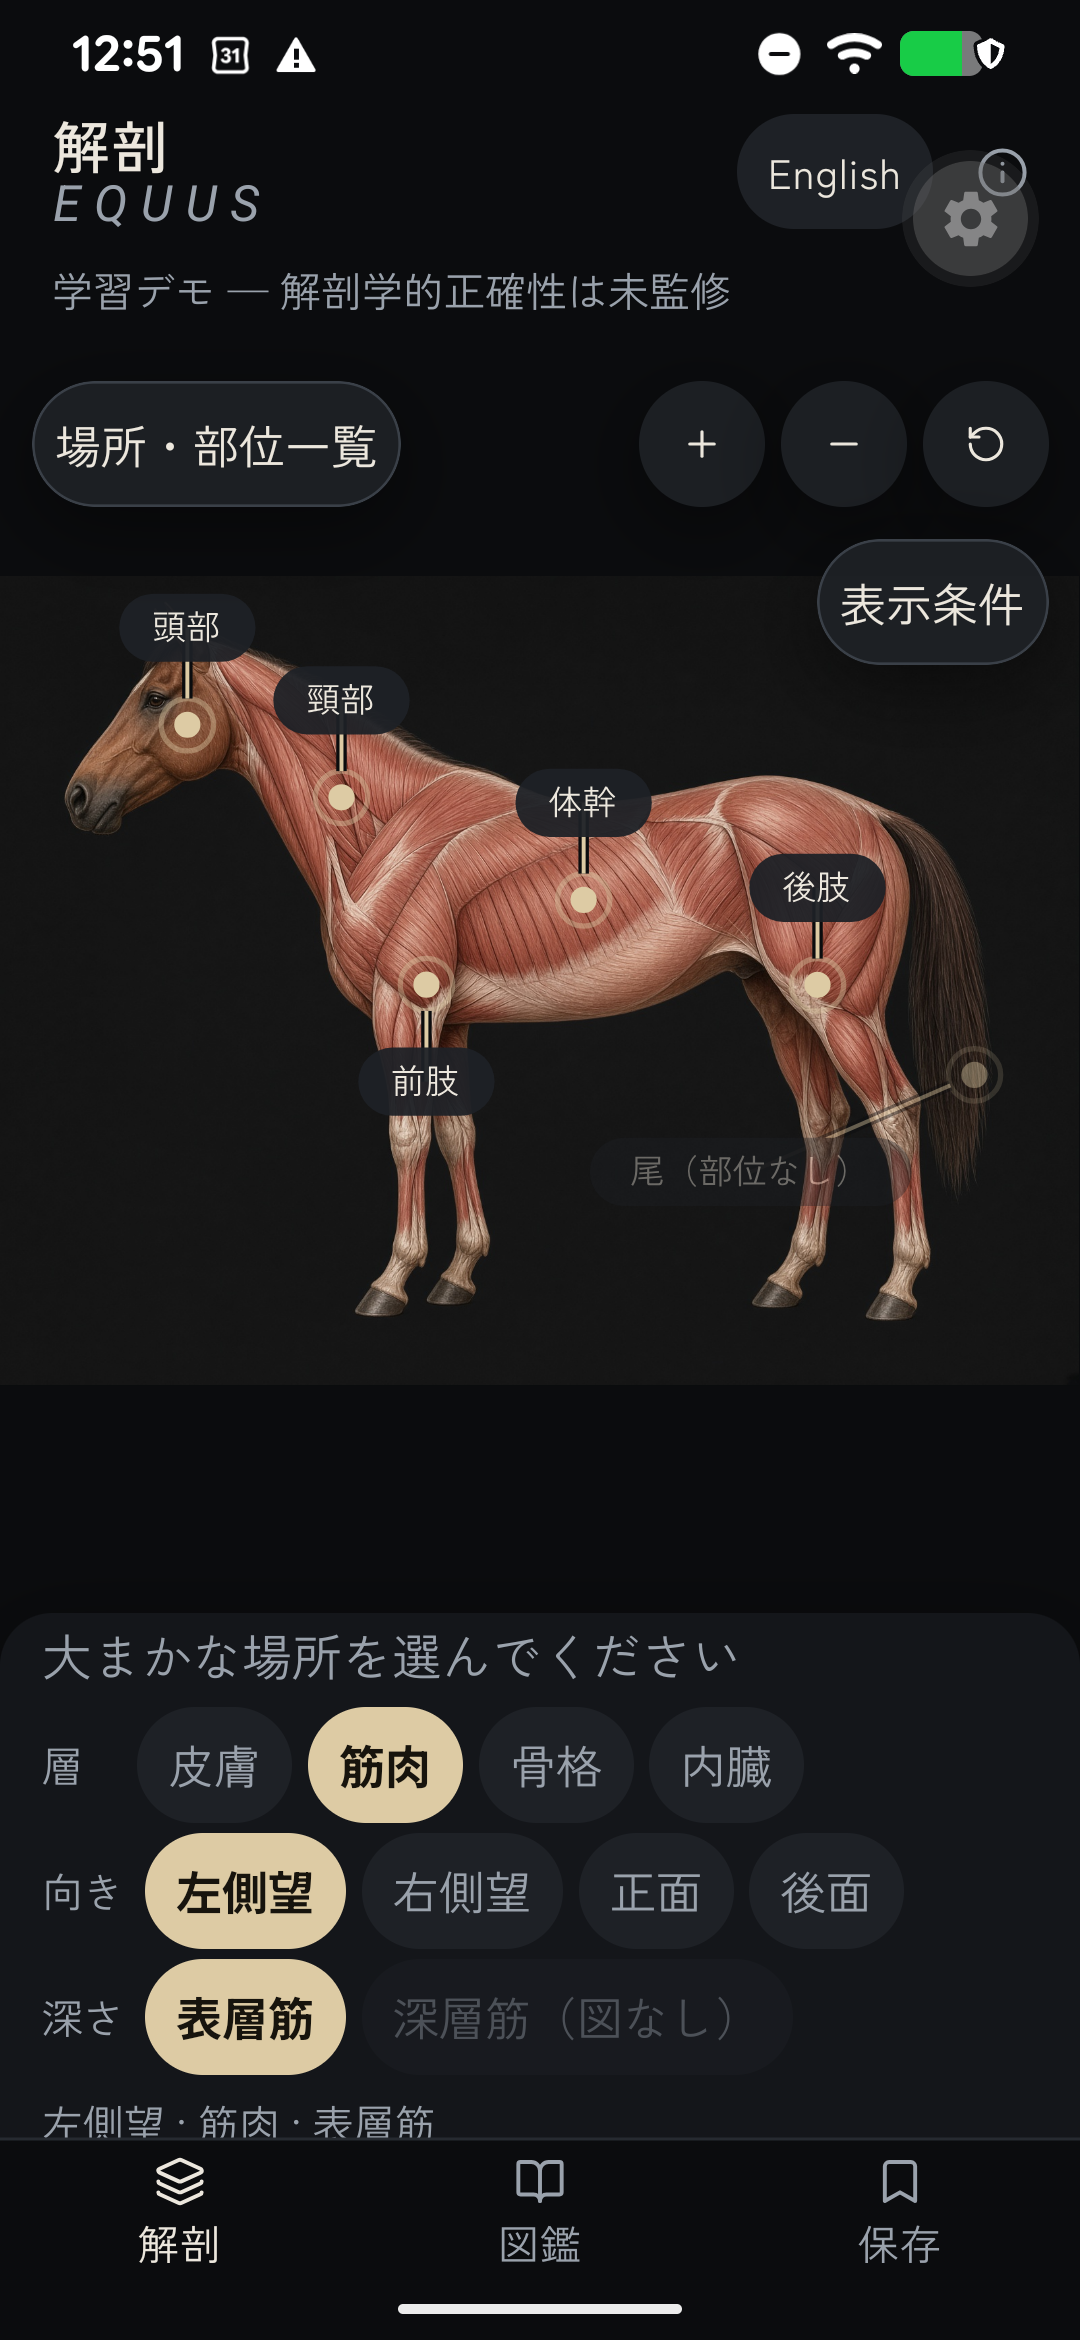 12:51
31
解剖
EQUUS
English
学習デモ — 解剖学的正確性は未監修
場所・部位一覧
表示条件
頭部
頸部
体幹
後肢
前肢
尾（部位なし）
大まかな場所を選んでください
層 皮膚 筋肉 骨格 内臓
向き 左側望 右側望 正面 後面
深さ 表層筋 深層筋（図なし）
左側望 · 筋肉 · 表層筋
解剖 図鑑 保存